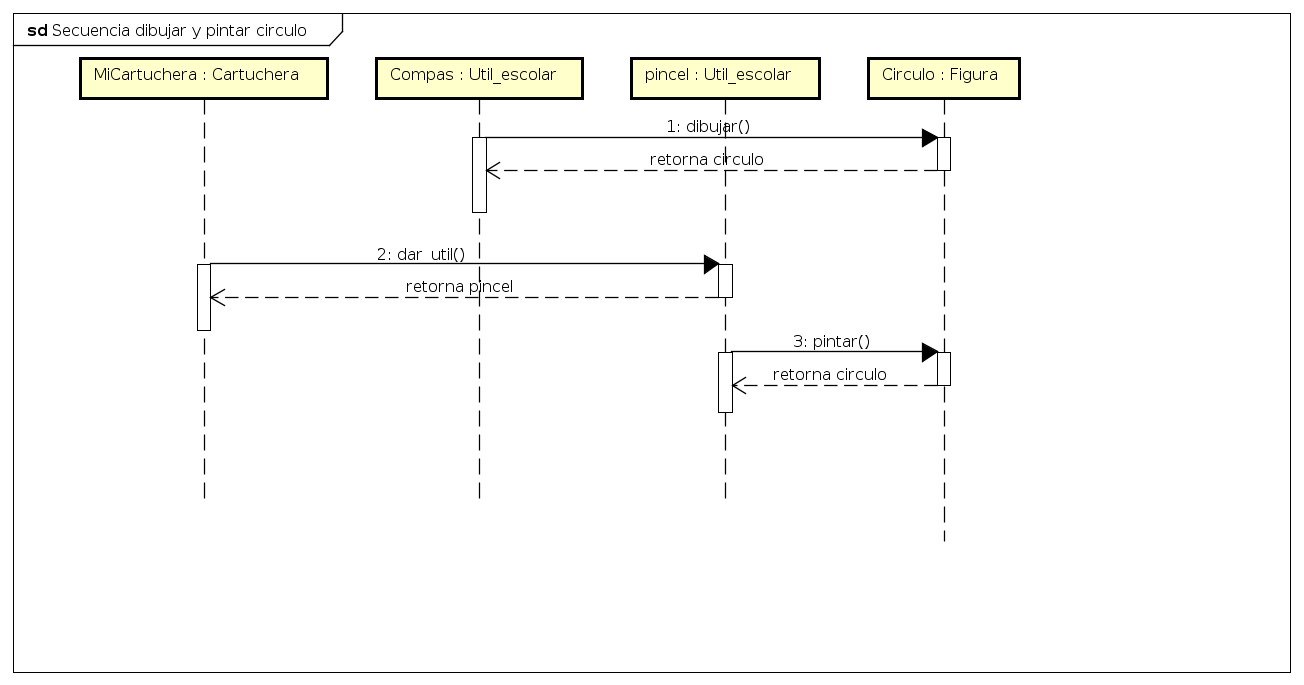 sd Secuencia dibujar y pintar circulo
MiCartuchera : Cartuchera
Compas : Util_escolar
pincel : Util_escolar
Circulo : Figura
1: dibujar()
retorna circulo
2: dar_util()
retorna pincel
3: pintar()
retorna circulo